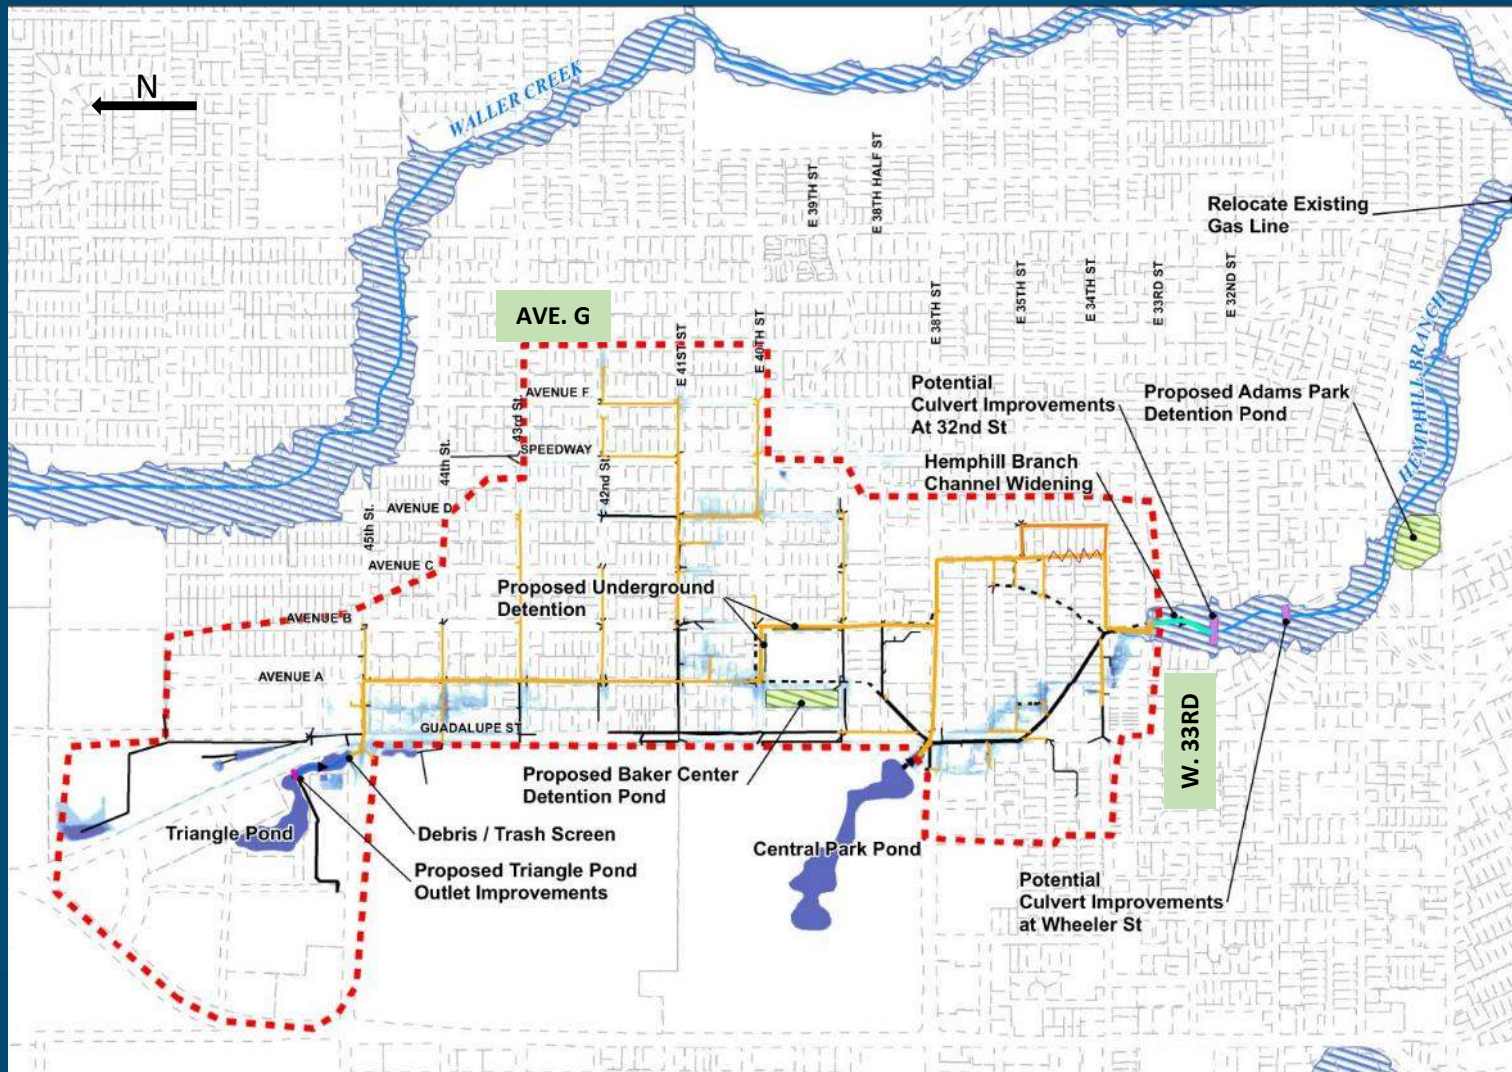 N
WALLER CREEK
E 39TH ST
E 38TH HALF ST
Relocate Existing
Gas Line
E 38TH ST
E 35TH ST
E 34TH ST
E 33RD ST
E 32ND ST
HEMPHILL BRANCH
AVE. G
E 41ST ST
E 40TH ST
AVENUE F
43rd St.
SPEEDWAY
44th St.
42nd St.
AVENUE D
45th St.
AVENUE C
Potential
Culvert Improvements
At 32nd St
Proposed Adams Park
Detention Pond
Hemphill Branch
Channel Widening
Proposed Underground
Detention
AVENUE B
AVENUE A
GUADALUPE ST
W. 33RD
Proposed Baker Center
Detention Pond
Triangle Pond
Debris / Trash Screen
Proposed Triangle Pond
Outlet Improvements
Central Park Pond
Potential
Culvert Improvements
at Wheeler St